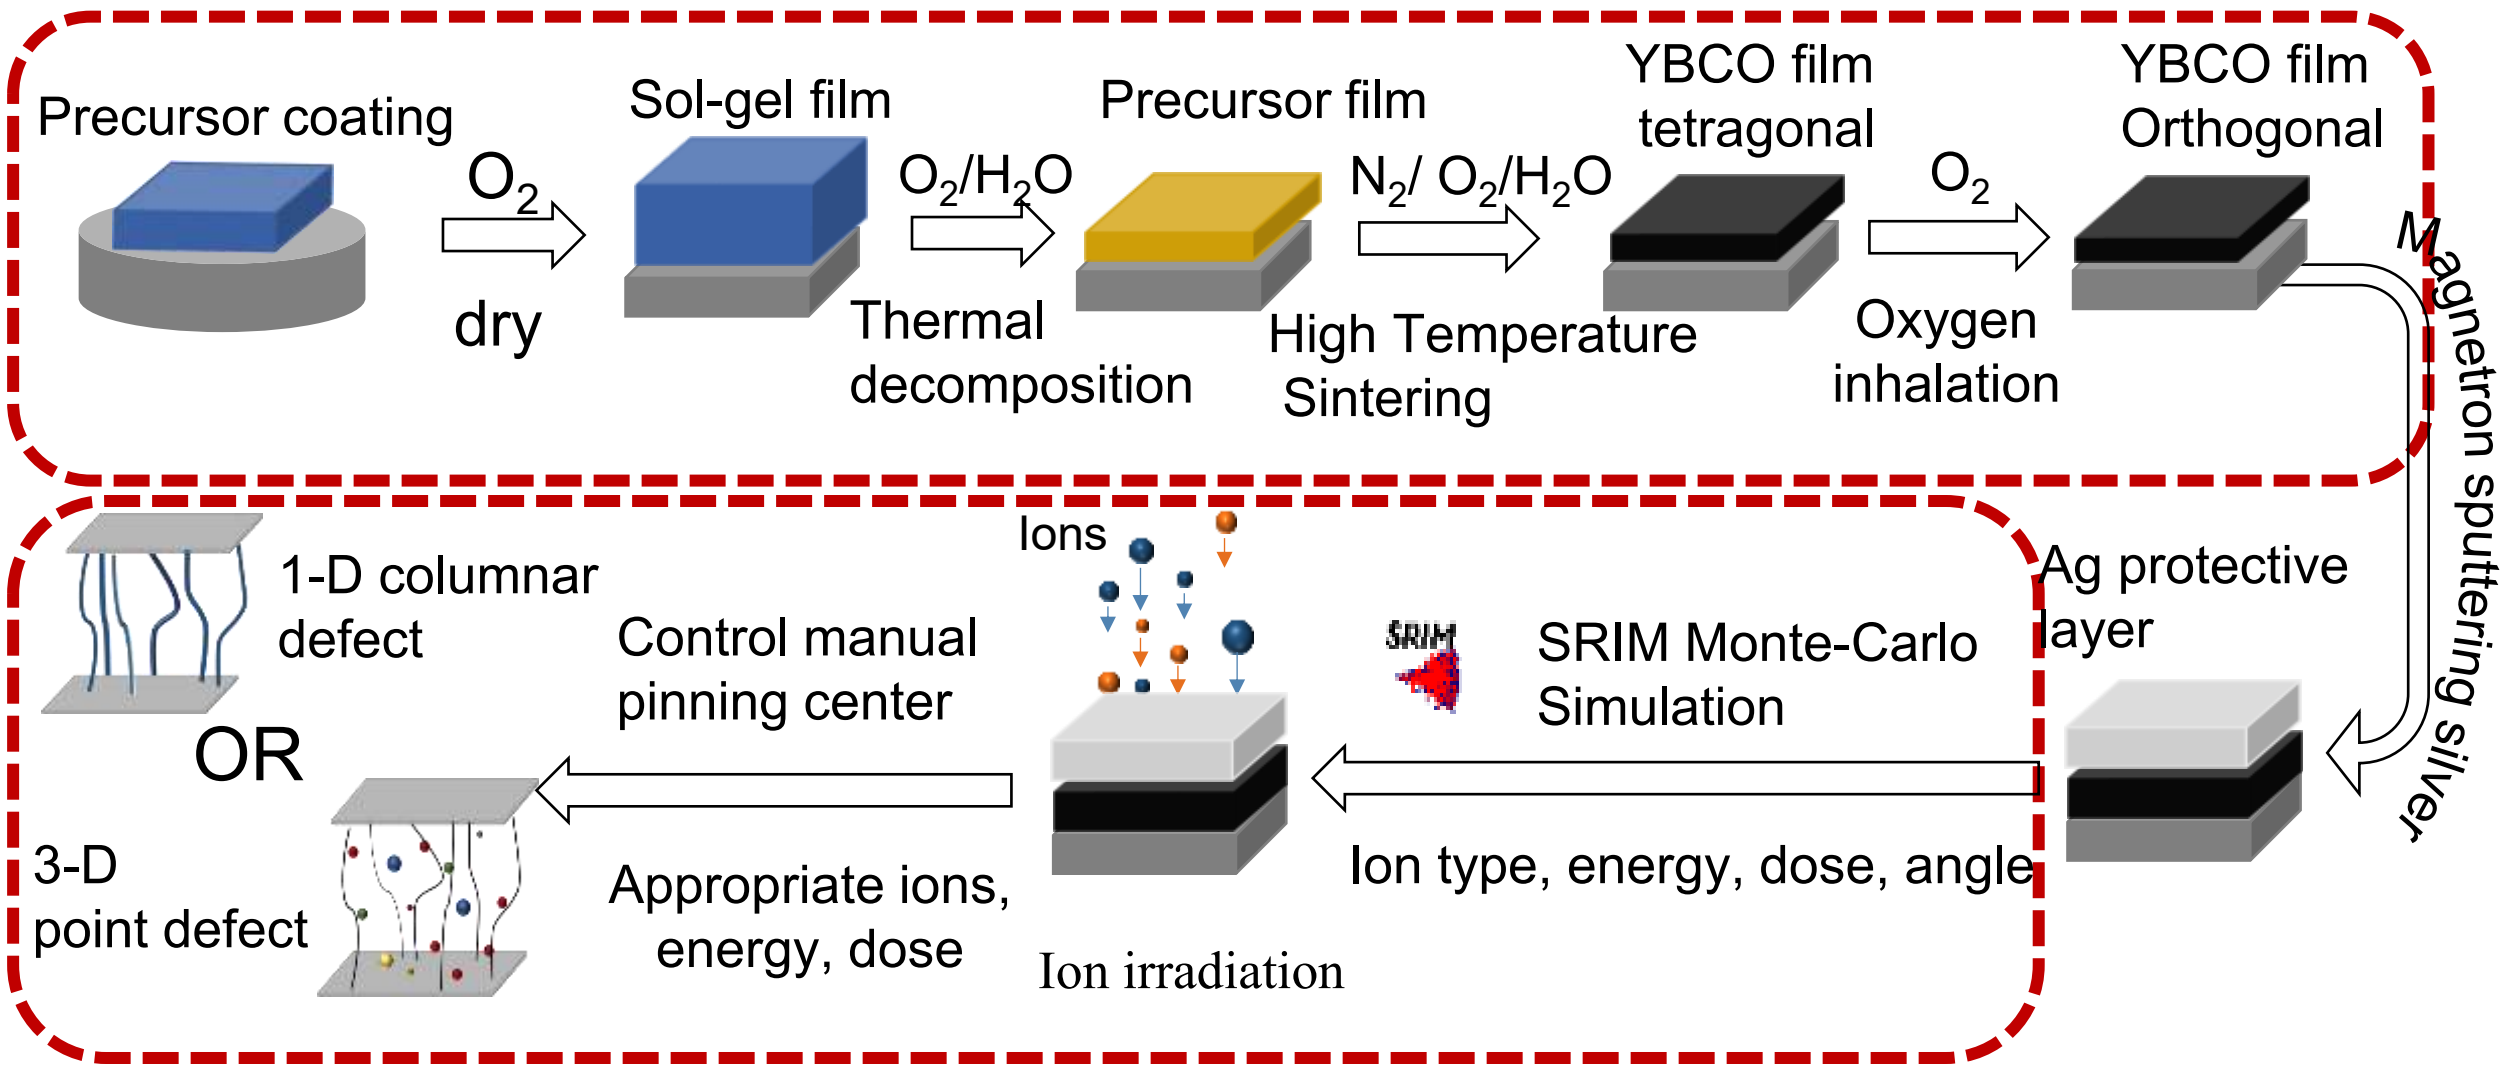 Precursor coating
O2
dry
Sol-gel film
O2/H2O
Thermal
decomposition
Precursor film
N2/ O2/H2O
High Temperature
Sintering
YBCO film
tetragonal
O2
Oxygen
inhalation
YBCO film
Orthogonal
Magnetron sputtering silver
Ag protective
layer
SRIM
SRIM Monte-Carlo
Simulation
Ion type, energy, dose, angle
Ions
Ion irradiation
Control manual
pinning center
Appropriate ions,
energy, dose
1-D columnar
defect
OR
3-D
point defect